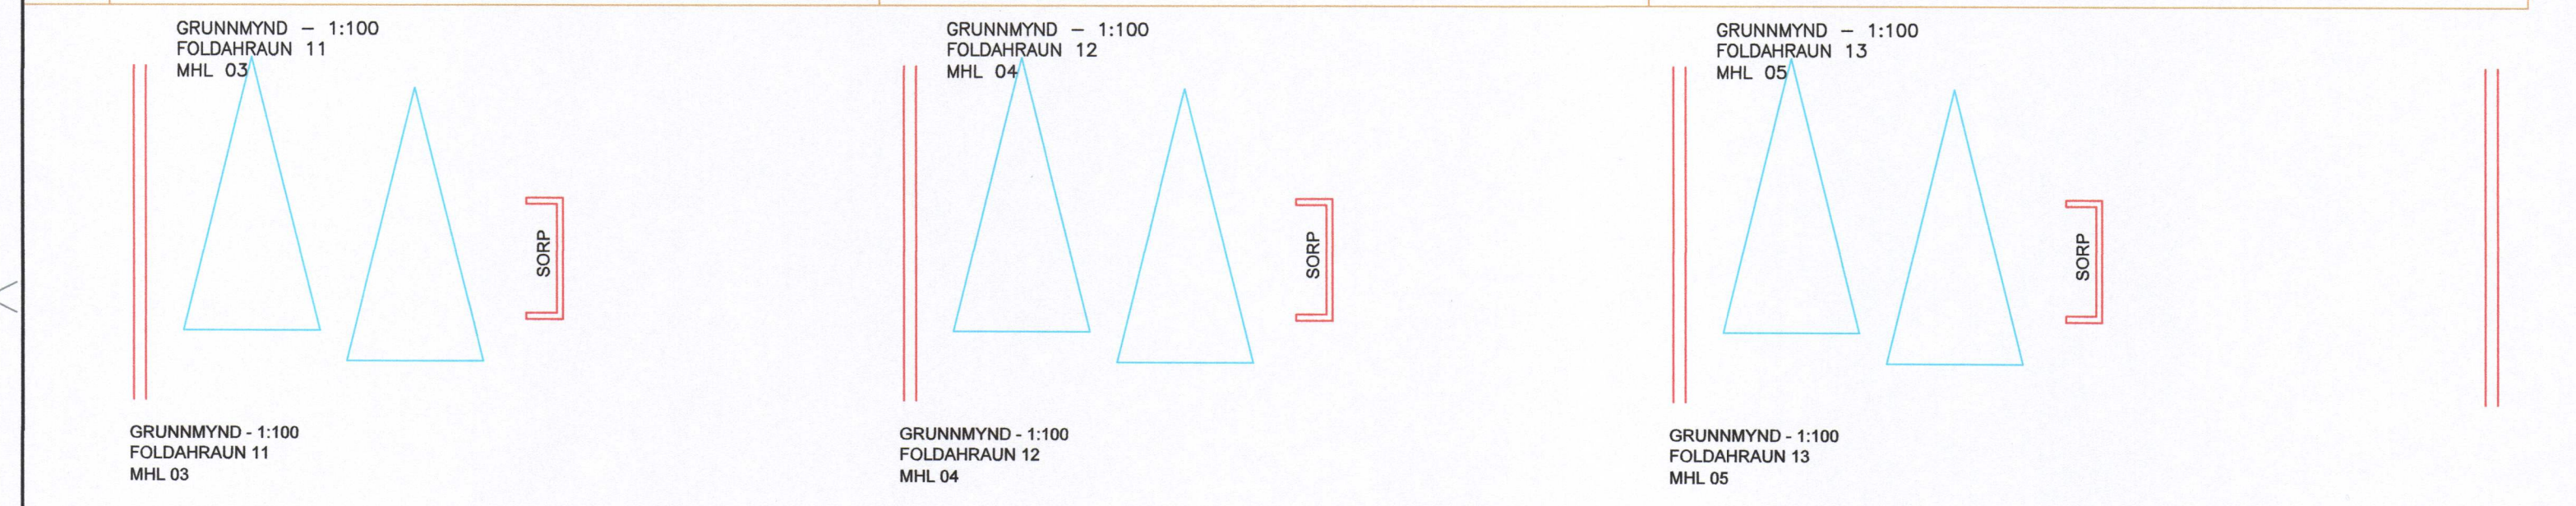 GRUNNMYND – 1:100
FOLDAHRAUN 11
MHL 03
GRUNNMYND – 1:100
FOLDAHRAUN 12
MHL 04
GRUNNMYND – 1:100
FOLDAHRAUN 13
MHL 05
SORP
SORP
SORP
GRUNNMYND - 1:100
FOLDAHRAUN 11
MHL 03
GRUNNMYND - 1:100
FOLDAHRAUN 12
MHL 04
GRUNNMYND - 1:100
FOLDAHRAUN 13
MHL 05